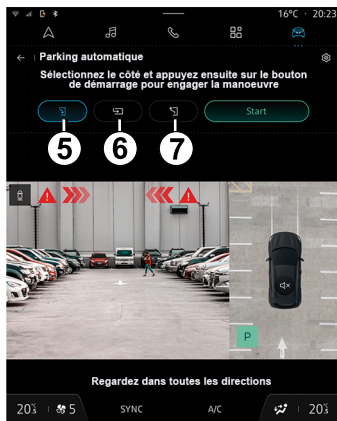 16°C · 20:23
Parking automatique
Sélectionnez le côté et appuyez ensuite sur le bouton
de démarrage pour engager la manoeuvre
Start
5 6 7
P
Regardez dans toutes les directions
20.5 5 SYNC A/C 20.5